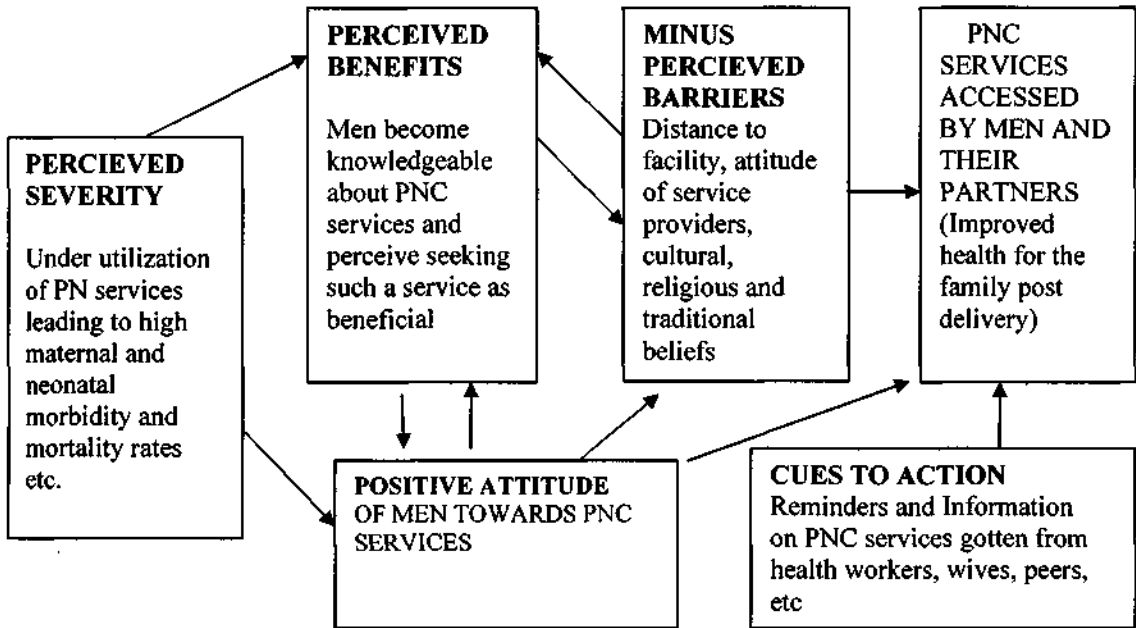 PERCIEVED
SEVERITY
Under utilization
of PN services
leading to high
maternal and
neonatal
morbidity and
mortality rates
etc.
PERCEIVED
BENEFITS
Men become
knowledgeable
about PNC
services and
perceive seeking
such a service as
beneficial
MINUS
PERCIEVED
BARRIERS
Distance to
facility, attitude
of service
providers,
cultural,
religious and
traditional
beliefs
PNC
SERVICES
ACCESSED
BY MEN AND
THEIR
PARTNERS
(Improved
health for the
family post
delivery)
POSITIVE ATTITUDE
OF MEN TOWARDS PNC
SERVICES
CUES TO ACTION
Reminders and Information
on PNC services gotten from
health workers, wives, peers,
etc